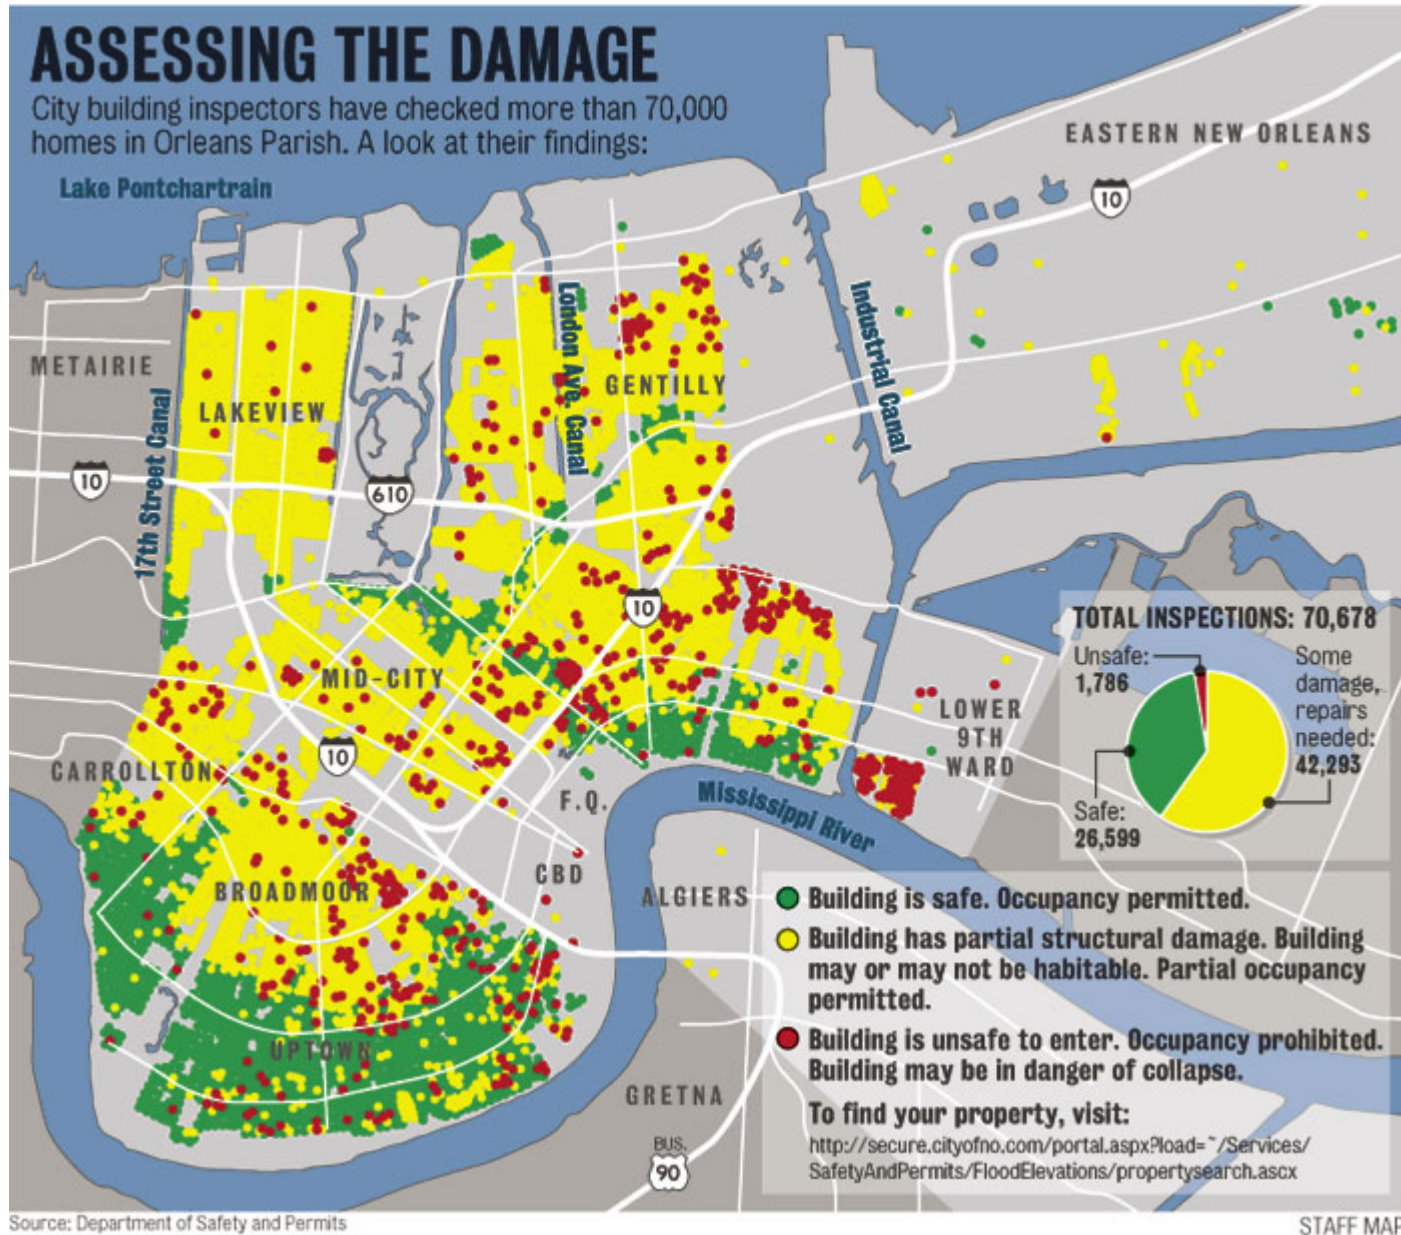 ASSESSING THE DAMAGE
City building inspectors have checked more than 70,000
homes in Orleans Parish. A look at their findings:
Lake Pontchartrain
EASTERN NEW ORLEANS
10
METAIRIE
LAKEVIEW
17th Street Canal
London Ave. Canal
GENTILLY
Industrial Canal
10
610
10
MID-CITY
10
CARROLLTON
F.Q.
LOWER
9TH
WARD
Mississippi River
BROADMOOR
CBD
ALGIERS
UPTOWN
GRETNA
BUS.
90
TOTAL INSPECTIONS: 70,678
Unsafe:
1,786
Some
damage,
repairs
needed:
42,293
Safe:
26,599
Building is safe. Occupancy permitted.
Building has partial structural damage. Building
may or may not be habitable. Partial occupancy
permitted.
Building is unsafe to enter. Occupancy prohibited.
Building may be in danger of collapse.
To find your property, visit:
http://secure.cityofno.com/portal.aspx?load=~/Services/
SafetyAndPermits/FloodElevations/propertysearch.ascx
Source: Department of Safety and Permits
STAFF MAP